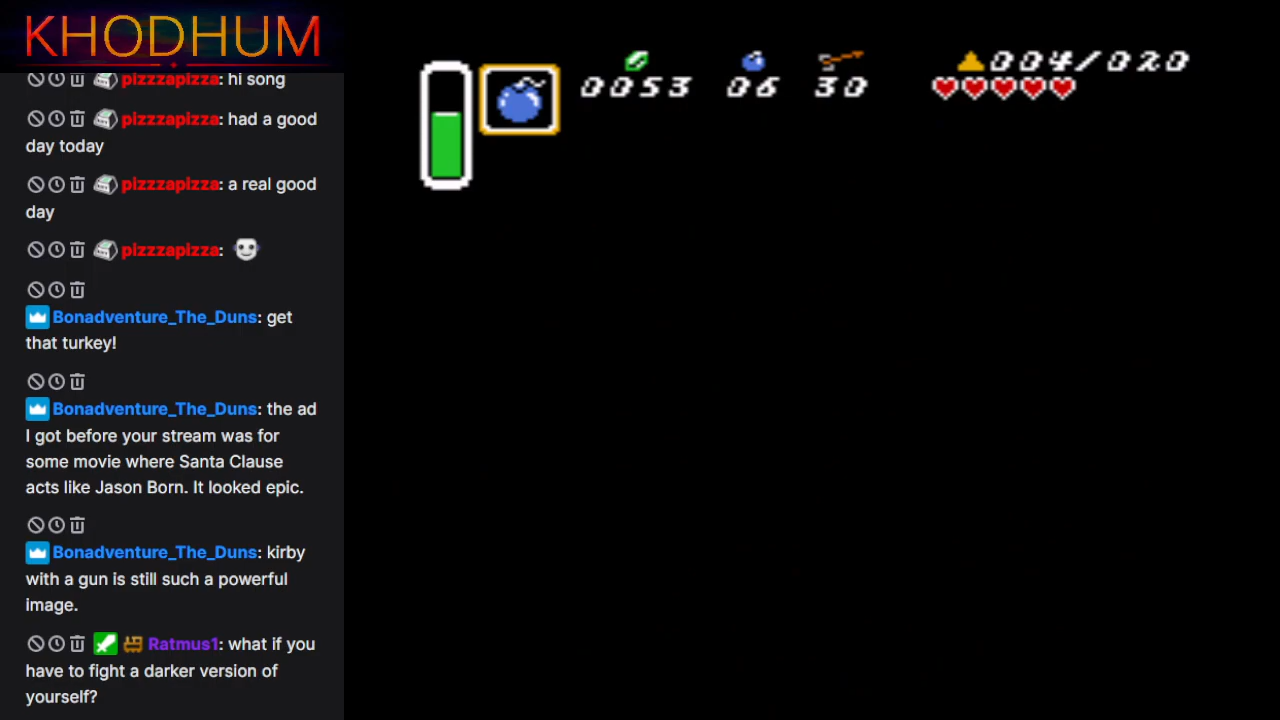 KHODHUM
pizzzapizza: hi song
pizzzapizza: had a good
day today
pizzzapizza: a real good
day
pizzzapizza:
Bonadventure_The_Duns: get
that turkey!
Bonadventure_The_Duns: the ad
I got before your stream was for
some movie where Santa Clause
acts like Jason Born. It looked epic.
Bonadventure_The_Duns: kirby
with a gun is still such a powerful
image.
Ratmus1: what if you
have to fight a darker version of
yourself?
004/020
0053 06 30